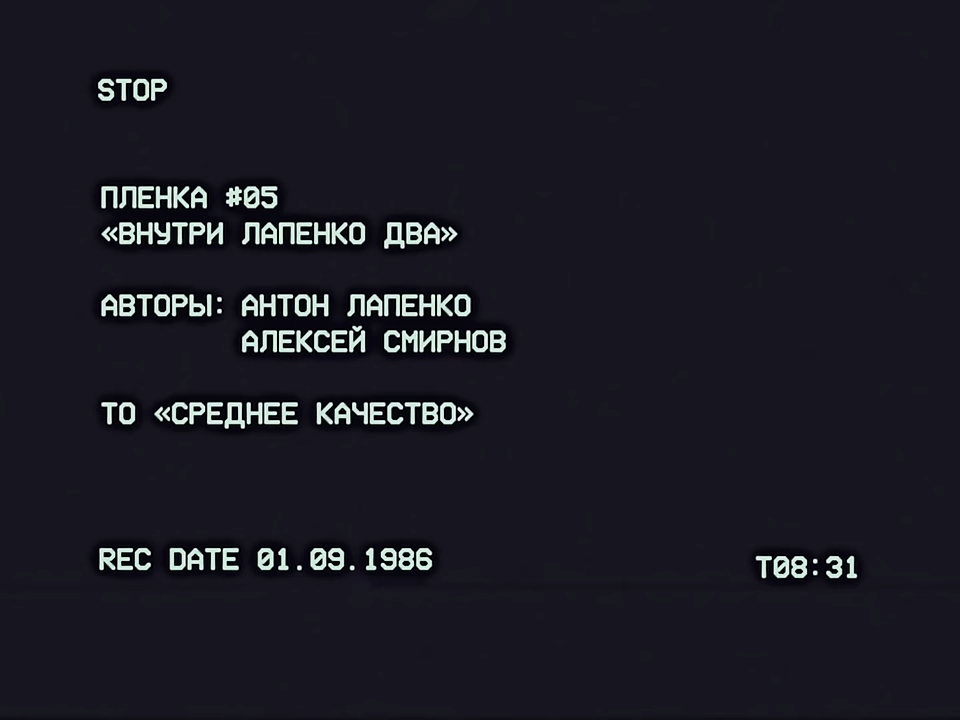 STOP
ПЛЕНКА #05
«ВНУТРИ ЛАПЕНКО ДВА»
АВТОРЫ: АНТОН ЛАПЕНКО
АЛЕКСЕЙ СМИРНОВ
ТО «СРЕДНЕЕ КАЧЕСТВО»
REC DATE 01.09.1986
T08:31